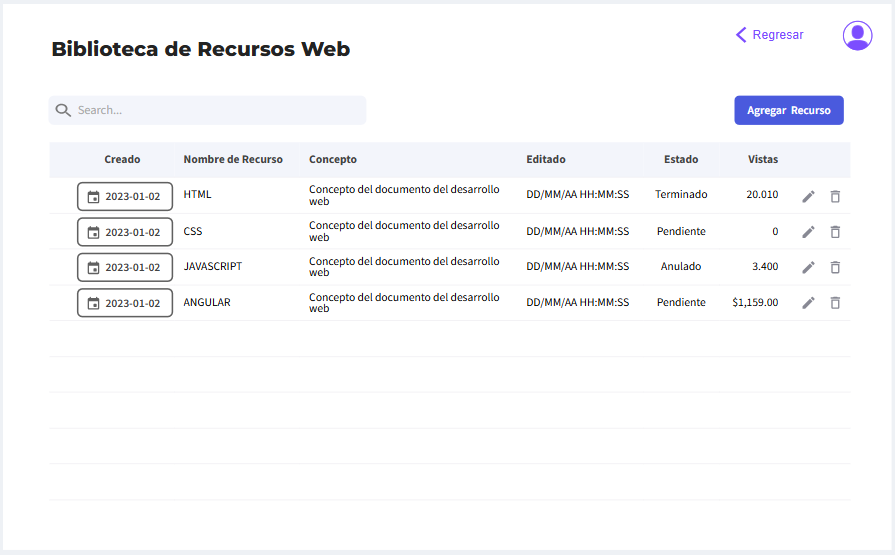 Regresar
Biblioteca de Recursos Web
Search...
Agregar Recurso
Creado Nombre de Recurso Concepto Editado Estado Vistas
2023-01-02 HTML Concepto del documento del desarrollo web DD/MM/AA HH:MM:SS Terminado 20.010
2023-01-02 CSS Concepto del documento del desarrollo web DD/MM/AA HH:MM:SS Pendiente 0
2023-01-02 JAVASCRIPT Concepto del documento del desarrollo web DD/MM/AA HH:MM:SS Anulado 3.400
2023-01-02 ANGULAR Concepto del documento del desarrollo web DD/MM/AA HH:MM:SS Pendiente $1,159.00